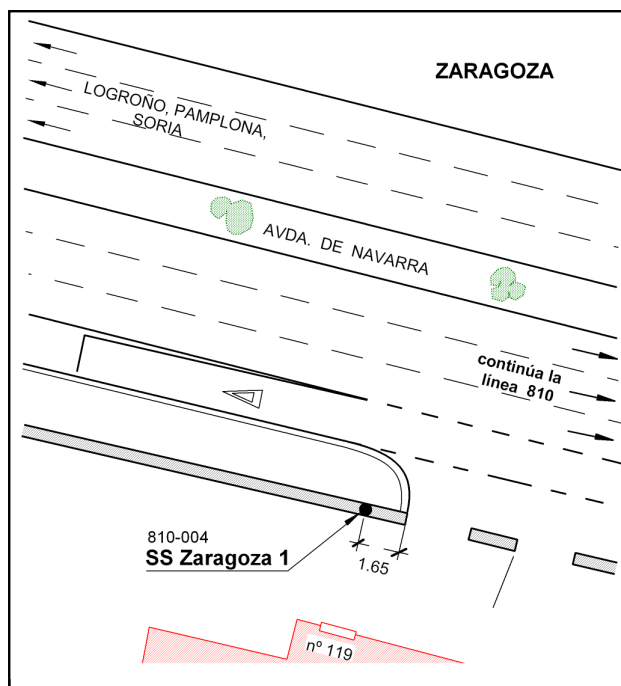 ZARAGOZA
LOGROÑO, PAMPLONA,
SORIA
AVDA. DE NAVARRA
continúa la
línea 810
810-004
SS Zaragoza 1
1.65
nº 119